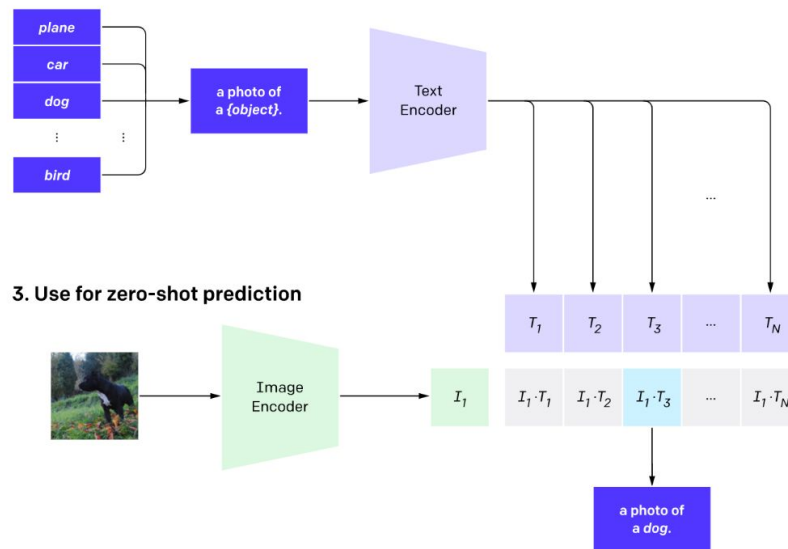 plane
car
dog
⋮ ⋮
bird
a photo of
a {object}.
Text
Encoder
...
3. Use for zero-shot prediction
T1 T2 T3 ... TN
Image
Encoder
I1
I1·T1 I1·T2 I1·T3 ... I1·TN
a photo of
a dog.